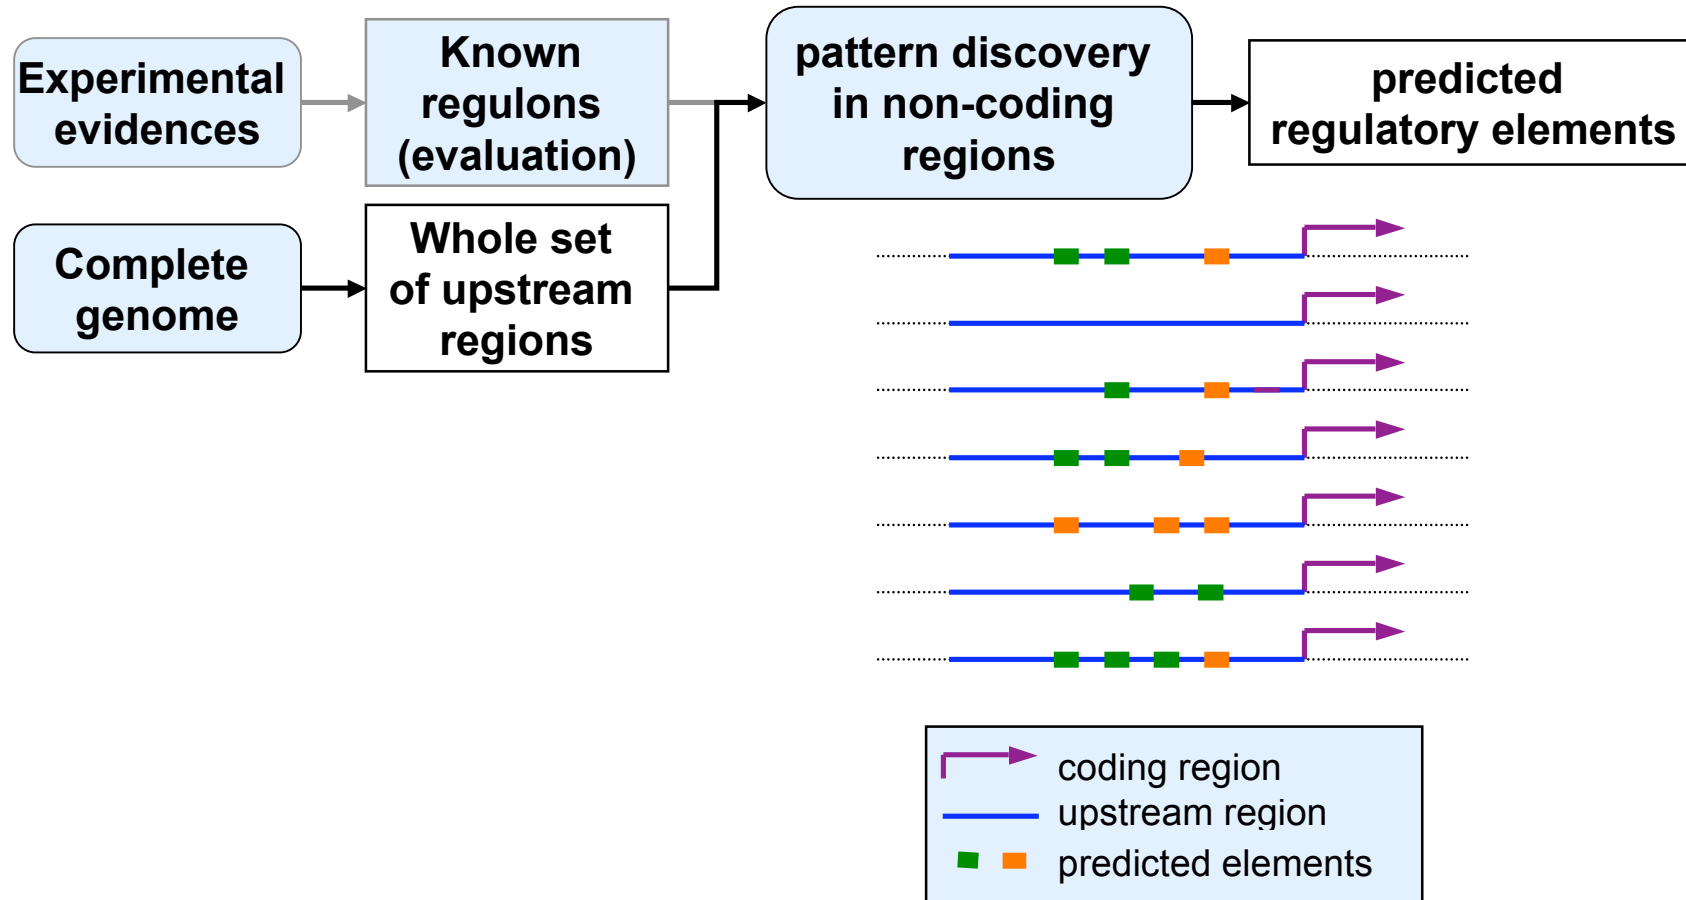 Experimental
evidences
Known
regulons
(evaluation)
pattern discovery
in non-coding
regions
predicted
regulatory elements
Complete
genome
Whole set
of upstream
regions
coding region
upstream region
predicted elements